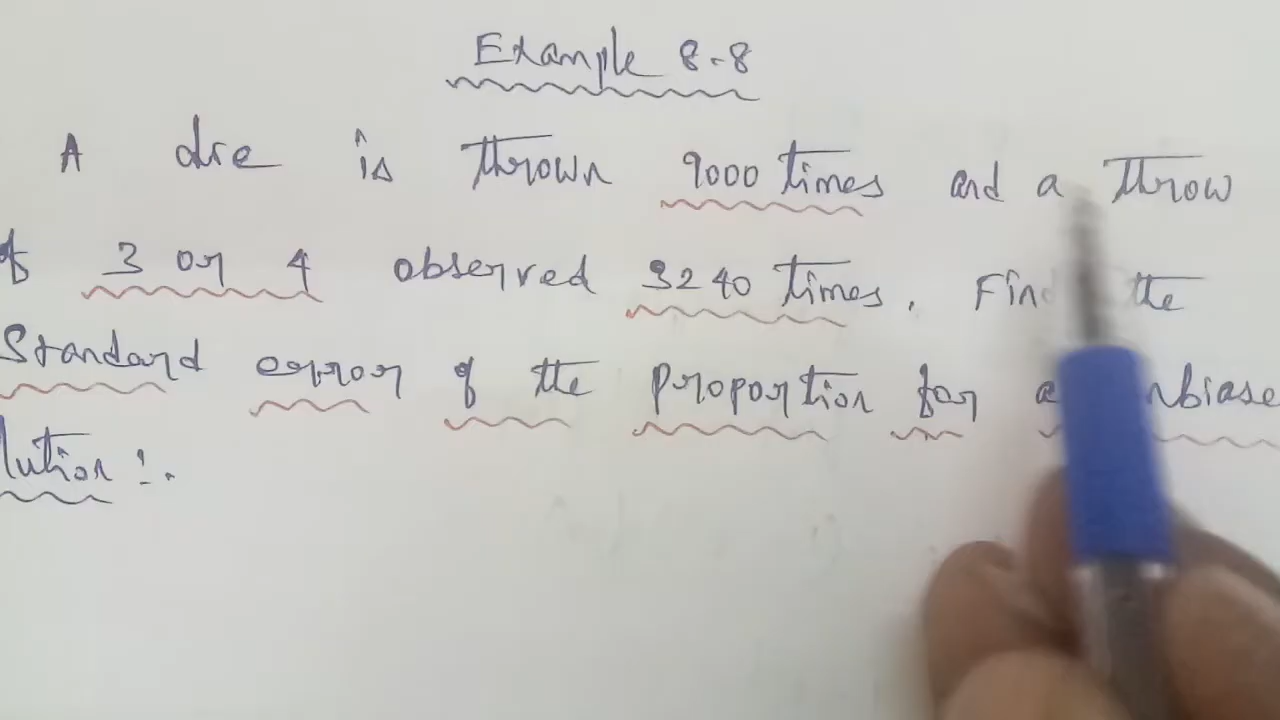 Example 8.8
A die is thrown 9000 times and a throw
of 3 or 4 observed 3240 times. Find the
Standard error of the proportion for
lution :.